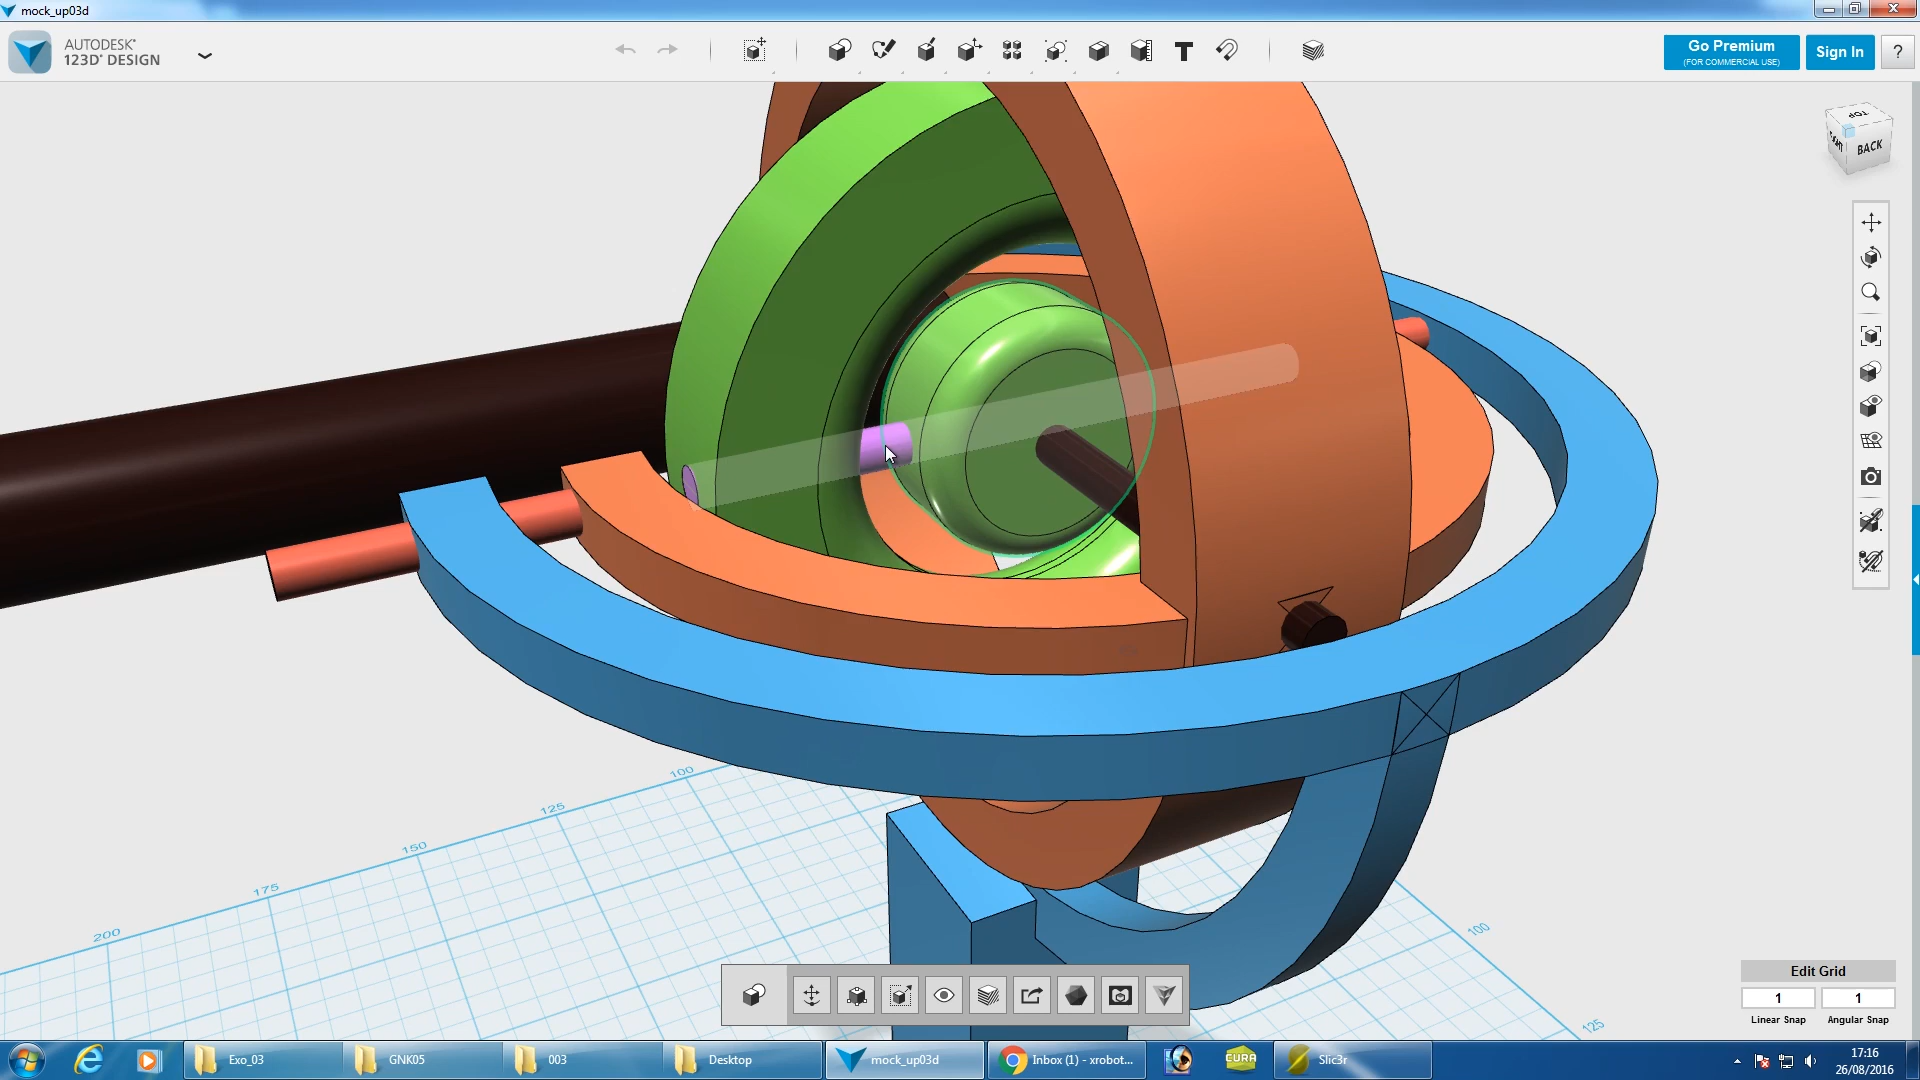 mock_up03d
AUTODESK®
123D® DESIGN
Go Premium
(FOR COMMERCIAL USE)
Sign In
?
TOP
RIGHT
BACK
100
125
150
175
200
100
125
Edit Grid
1
1
Linear Snap
Angular Snap
Exo_03
GNK05
003
Desktop
mock_up03d
Inbox (1) - xrobot...
CURA
Slic3r
17:16
26/08/2016